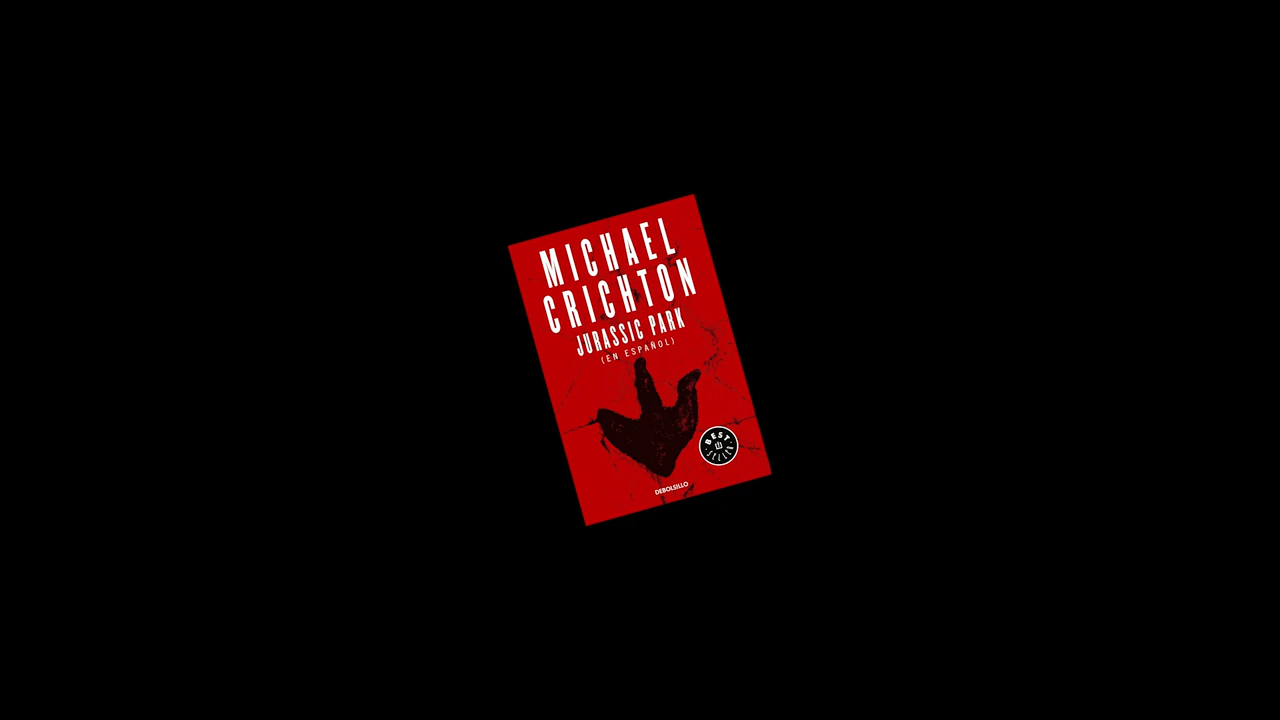 MICHAEL
CRICHTON
JURASSIC PARK
(EN ESPAÑOL)
BEST
SELLER
DEBOLSILLO